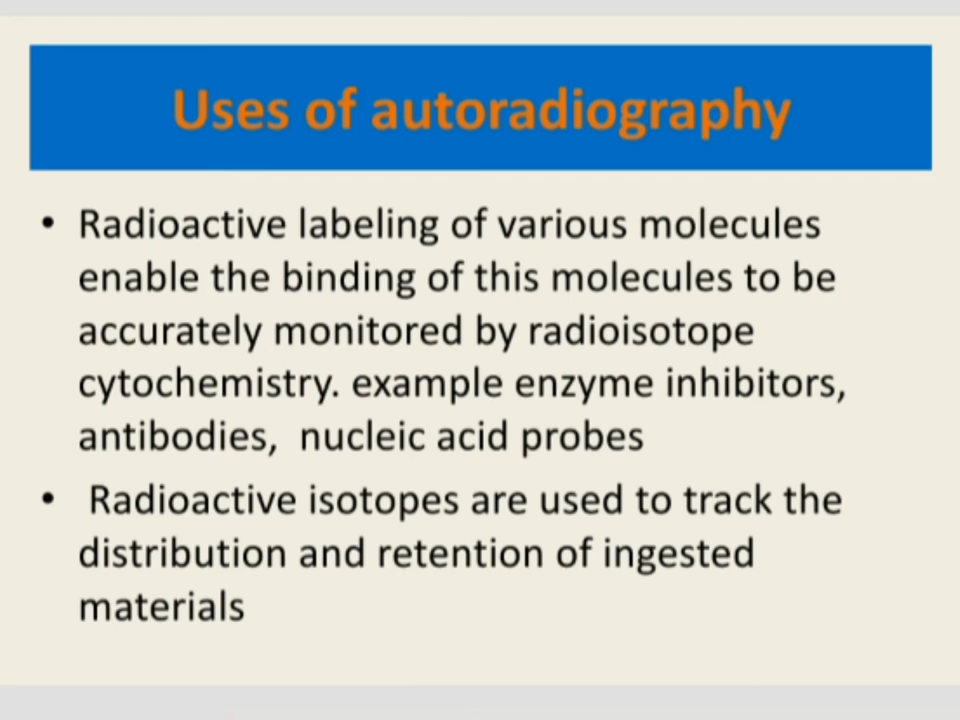 Uses of autoradiography
• Radioactive labeling of various molecules
enable the binding of this molecules to be
accurately monitored by radioisotope
cytochemistry. example enzyme inhibitors,
antibodies,  nucleic acid probes
•  Radioactive isotopes are used to track the
distribution and retention of ingested
materials